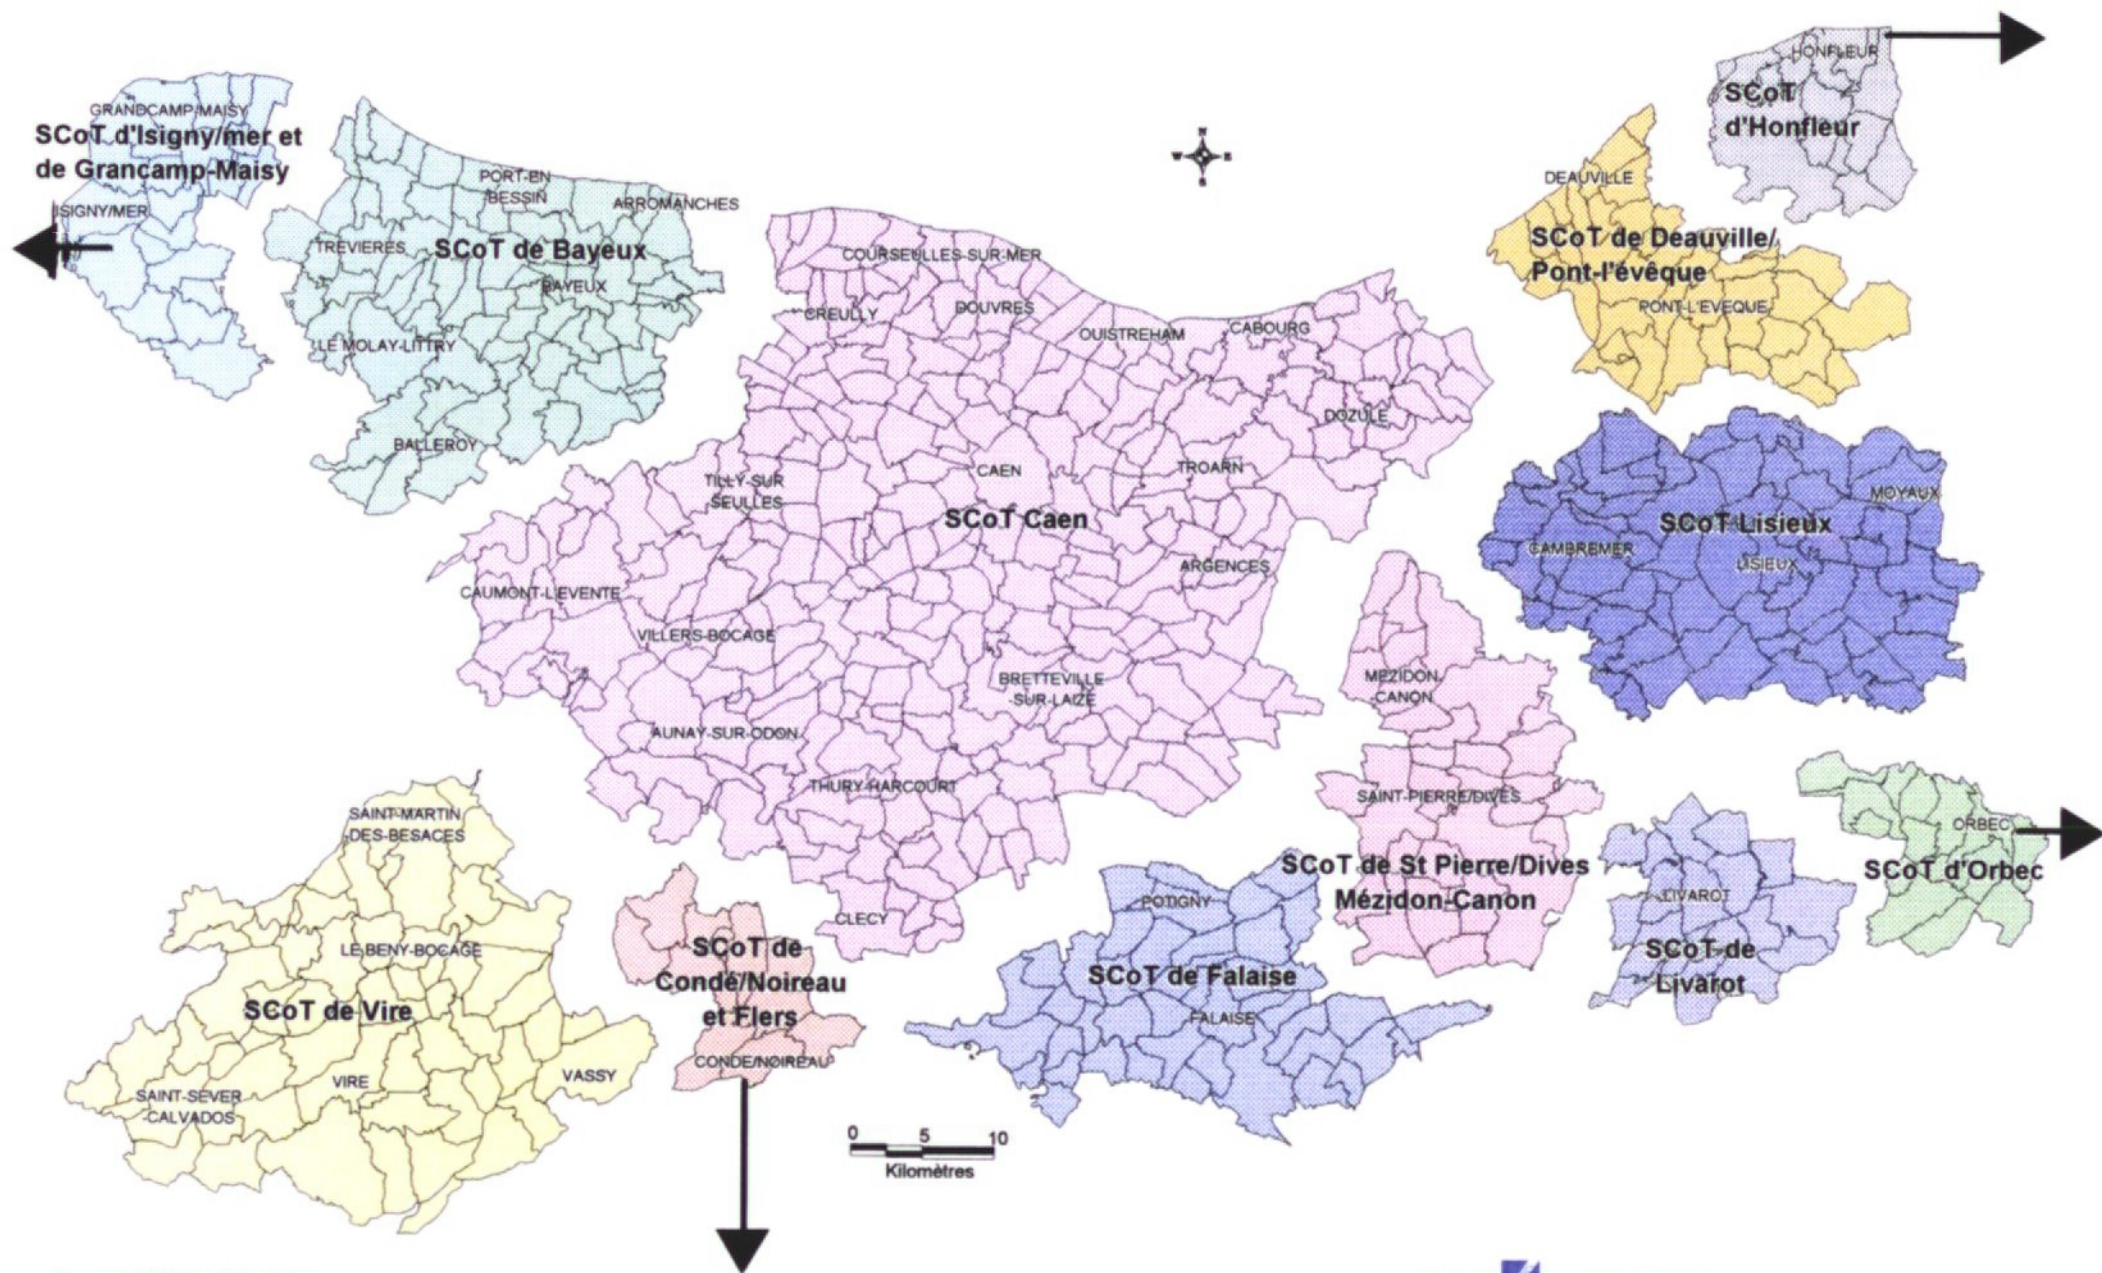 HONFLEUR
SCoT
d'Honfleur
GRANDCAMP-MAISY
SCoT d'Isigny/mer et
de Grancamp-Maisy
ISIGNY/MER
PORT-EN
BESSIN
ARROMANCHES
TREVIERES
SCoT de Bayeux
BAYEUX
LE MOLAY-LITTRY
BALLEROY
N
W
E
S
DEAUVILLE
SCoT de Deauville/
Pont-l'évêque
PONT-L'EVEQUE
COURSEULLES-SUR-MER
CREULLY
DOUVRES
OUISTREHAM
CABOURG
DOZULE
CAEN
TROARN
TILLY-SUR
SEULLES
SCoT Caen
ARGENCES
CAUMONT-L'EVENTE
VILLERS-BOCAGE
BRETTEVILLE
-SUR-LAIZE
AUNAY-SUR-ODON
THURY-HARCOURT
CLECY
MOYAUX
SCoT Lisieux
CAMBREMER
LISIEUX
MEZIDON
-CANON
SAINT-PIERRE/DIVES
SCoT de St Pierre/Dives
Mézidon-Canon
ORBEC
SCoT d'Orbec
LIVAROT
SCoT de
Livarot
SAINT-MARTIN
-DES-BESACES
LE BENY-BOCAGE
SCoT de Vire
VIRE
VASSY
SAINT-SEVER
-CALVADOS
SCoT de
Condé/Noireau
et Flers
CONDE/NOIREAU
POTIGNY
SCoT de Falaise
FALAISE
0 5 10
Kilomètres